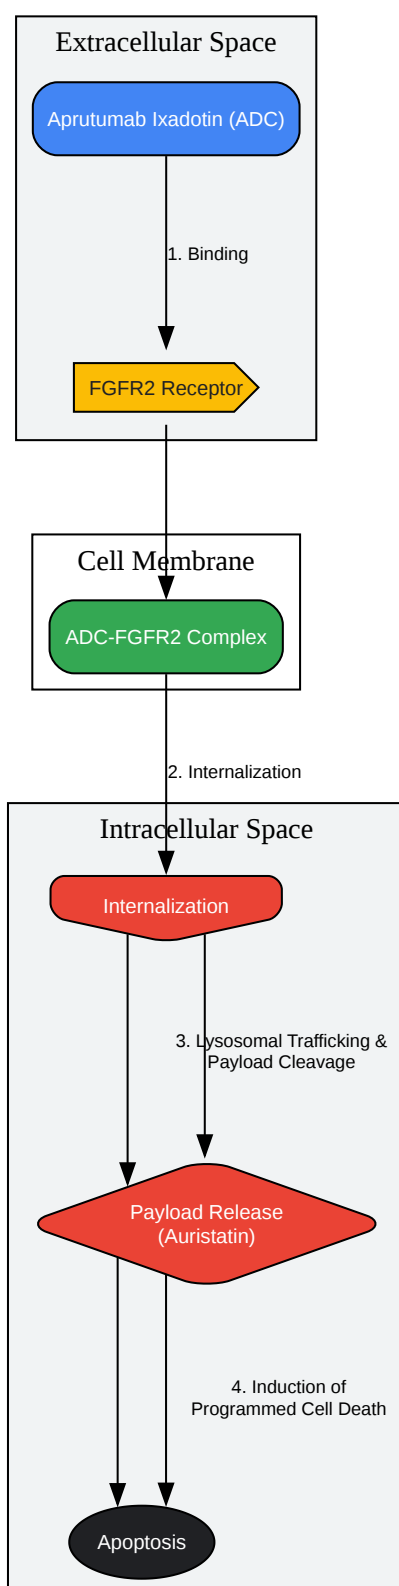 Extracellular Space
Aprutumab Ixadotin (ADC)
1. Binding
FGFR2 Receptor
Cell Membrane
ADC-FGFR2 Complex
2. Internalization
Intracellular Space
Internalization
3. Lysosomal Trafficking &
Payload Cleavage
Payload Release
(Auristatin)
4. Induction of
Programmed Cell Death
Apoptosis